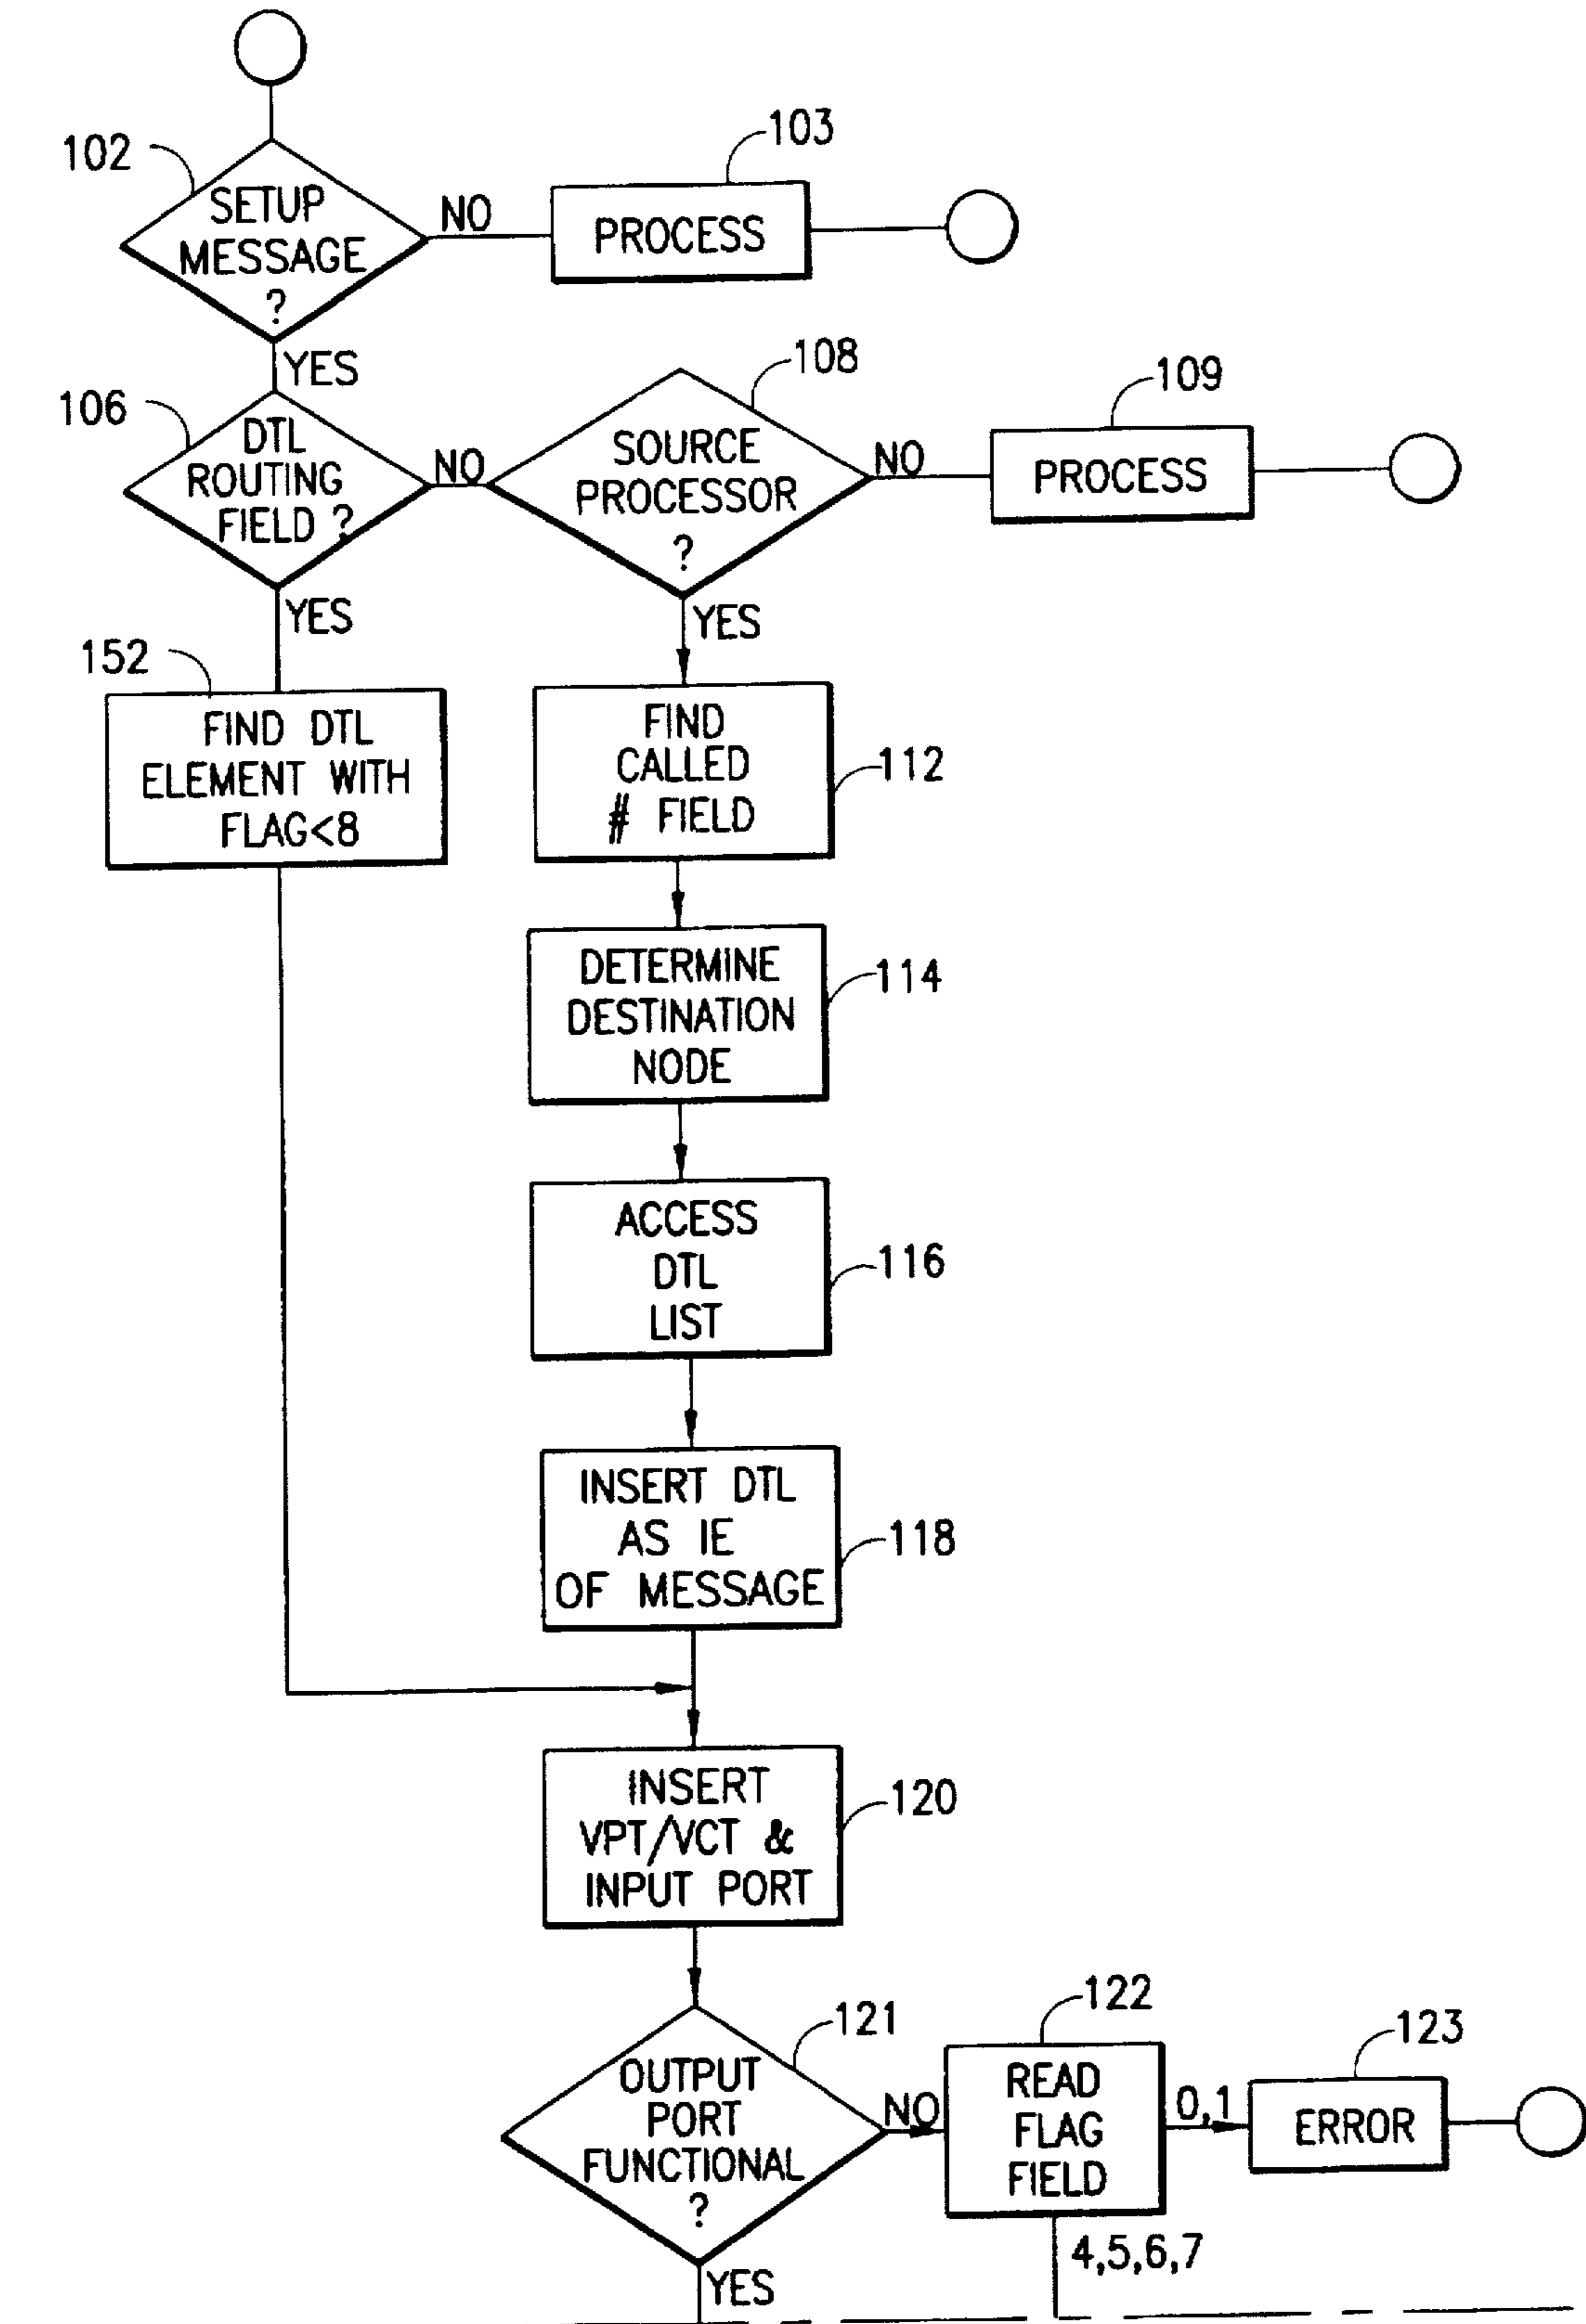 103
102
SETUP
MESSAGE
?
NO
PROCESS
YES
108
109
106
DTL
ROUTING
FIELD ?
NO
SOURCE
PROCESSOR
?
NO
PROCESS
YES
YES
152
FIND DTL
ELEMENT WITH
FLAG<8
FIND
CALLED
# FIELD
112
DETERMINE
DESTINATION
NODE
114
ACCESS
DTL
LIST
116
INSERT DTL
AS IE
OF MESSAGE
118
INSERT
VPT/VCT &
INPUT PORT
120
121
122
123
OUTPUT
PORT
FUNCTIONAL
?
NO
READ
FLAG
FIELD
0,1
ERROR
4,5,6,7
YES